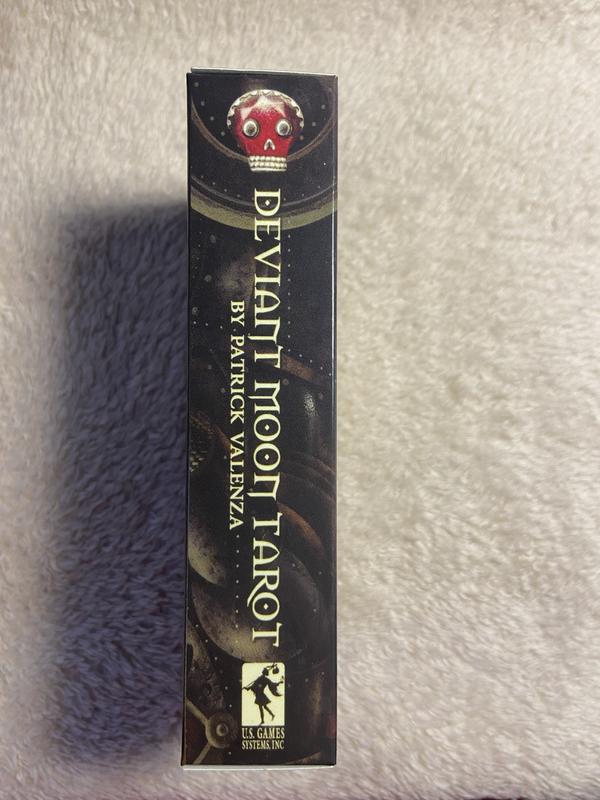 DEVIANT MOON TAROT
BY PATRICK VALENZA
U.S. GAMES
SYSTEMS, INC